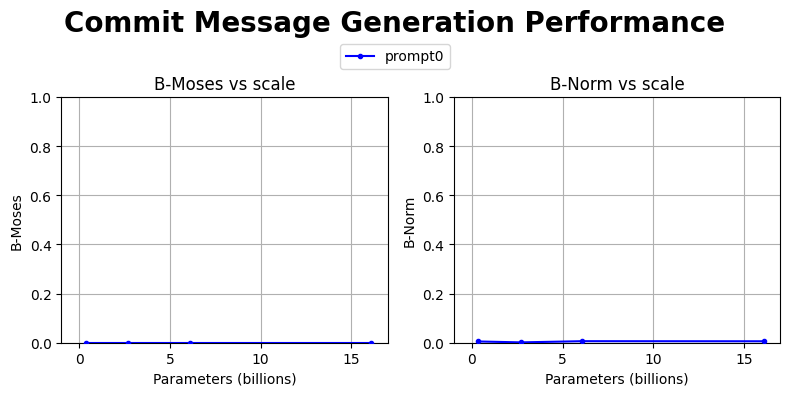 Commit Message Generation Performance
prompt0
B-Moses vs scale
1.0
0.8
0.6
0.4
0.2
0.0
B-Moses
0
5
10
15
Parameters (billions)
B-Norm vs scale
1.0
0.8
0.6
0.4
0.2
0.0
B-Norm
0
5
10
15
Parameters (billions)